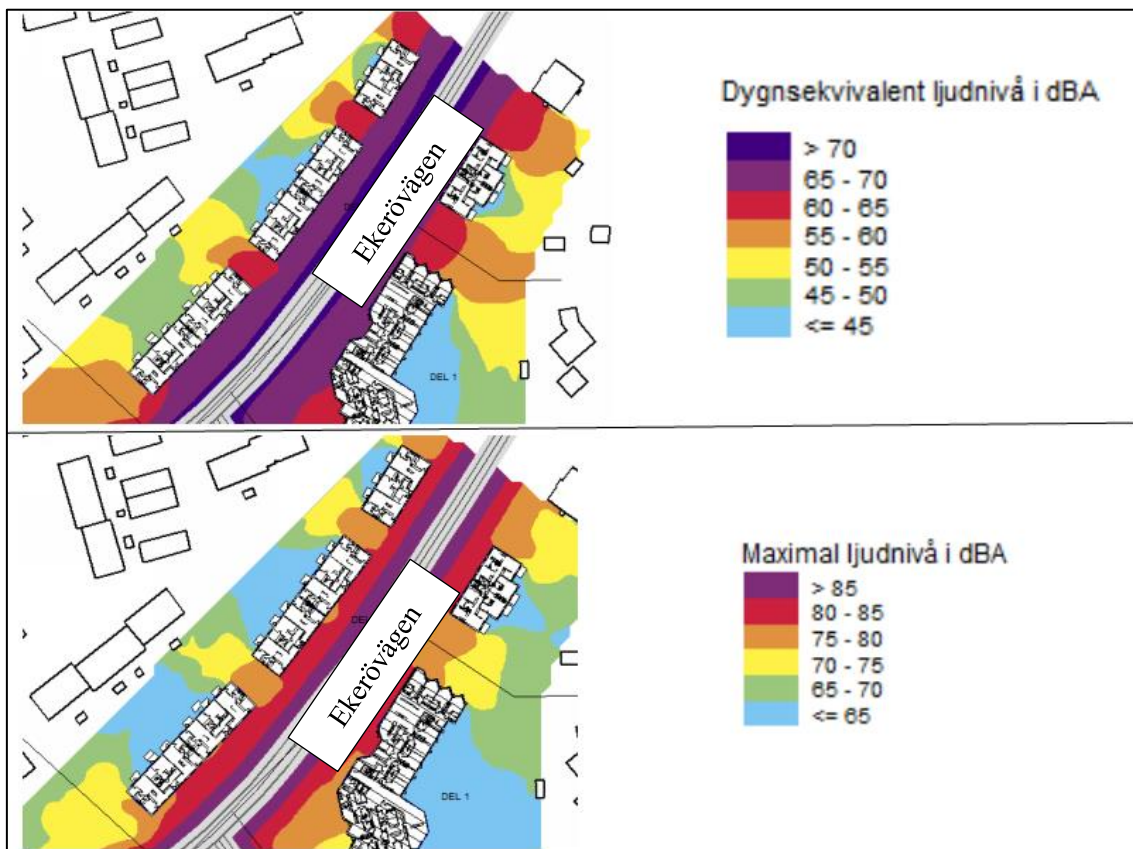 Ekerövägen
DEL 1
Dygnsekvivalent ljudnivå i dBA
> 70
65 - 70
60 - 65
55 - 60
50 - 55
45 - 50
<= 45
Ekerövägen
DEL 1
Maximal ljudnivå i dBA
> 85
80 - 85
75 - 80
70 - 75
65 - 70
<= 65